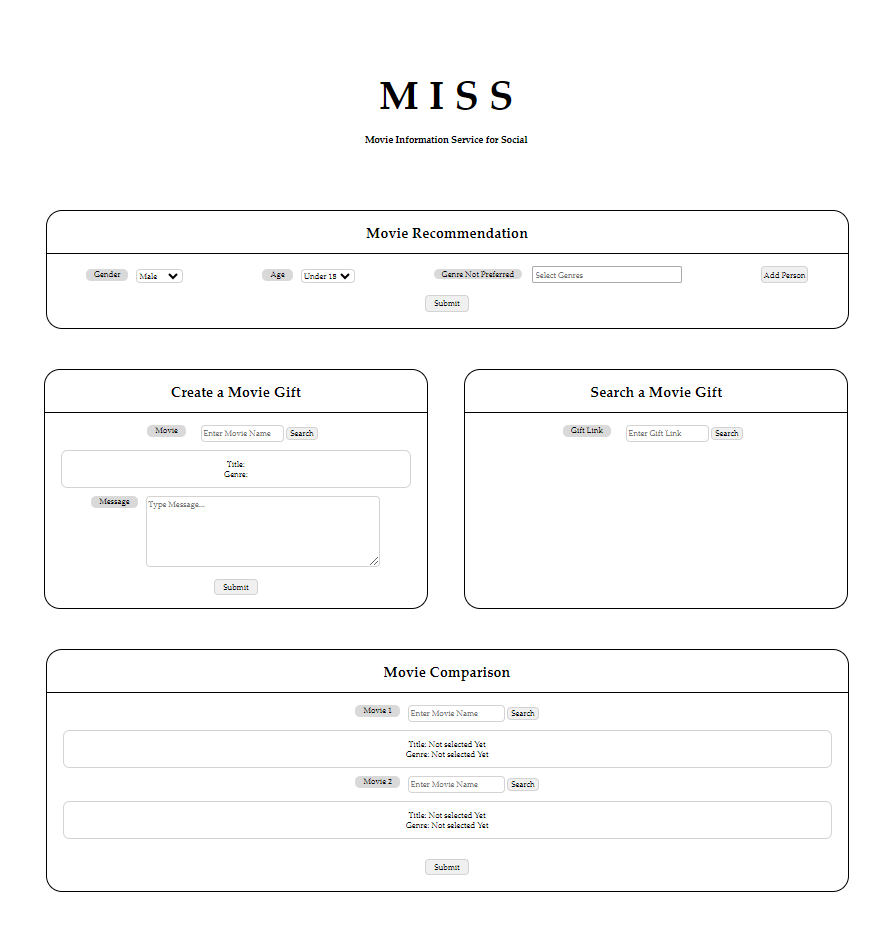 M I S S
Movie Information Service for Social
Movie Recommendation
Gender Male Age Under 18 Genre Not Preferred Select Genres Add Person
Submit
Create a Movie Gift
Movie Enter Movie Name Search
Title:
Genre:
Message Type Message...
Submit
Search a Movie Gift
Gift Link Enter Gift Link Search
Movie Comparison
Movie 1 Enter Movie Name Search
Title: Not selected Yet
Genre: Not selected Yet
Movie 2 Enter Movie Name Search
Title: Not selected Yet
Genre: Not selected Yet
Submit